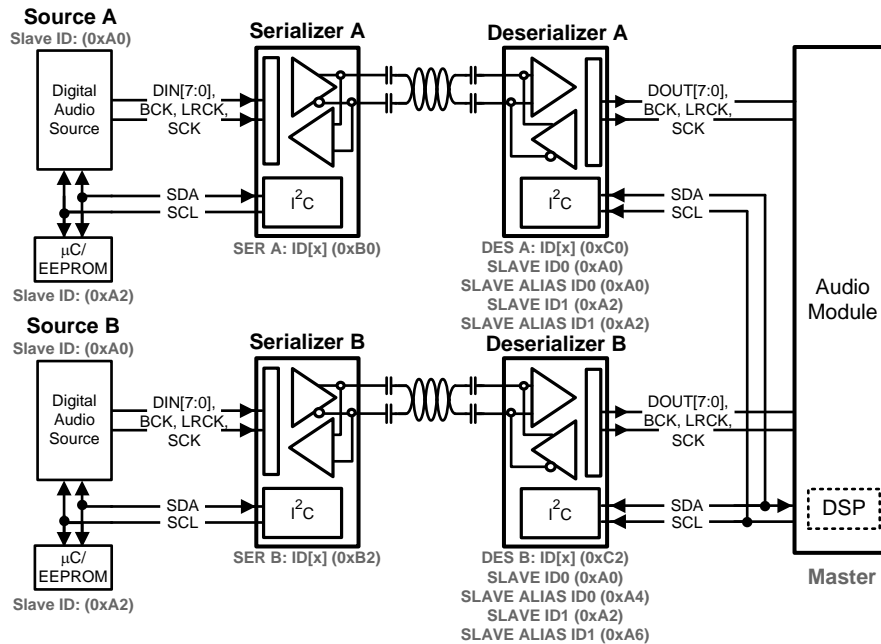 Source A
Slave ID: (0xA0)
Digital
Audio
Source
DIN[7:0],
BCK, LRCK,
SCK
SDA
SCL
µC/
EEPROM
Slave ID: (0xA2)
Serializer A
I2C
SER A: ID[x] (0xB0)
Deserializer A
I2C
DES A: ID[x] (0xC0)
SLAVE ID0 (0xA0)
SLAVE ALIAS ID0 (0xA0)
SLAVE ID1 (0xA2)
SLAVE ALIAS ID1 (0xA2)
DOUT[7:0],
BCK, LRCK,
SCK
SDA
SCL
Audio
Module
Source B
Slave ID: (0xA0)
Digital
Audio
Source
DIN[7:0],
BCK, LRCK,
SCK
SDA
SCL
µC/
EEPROM
Slave ID: (0xA2)
Serializer B
I2C
SER B: ID[x] (0xB2)
Deserializer B
I2C
DES B: ID[x] (0xC2)
SLAVE ID0 (0xA0)
SLAVE ALIAS ID0 (0xA4)
SLAVE ID1 (0xA2)
SLAVE ALIAS ID1 (0xA6)
DOUT[7:0],
BCK, LRCK,
SCK
SDA
SCL
DSP
Master